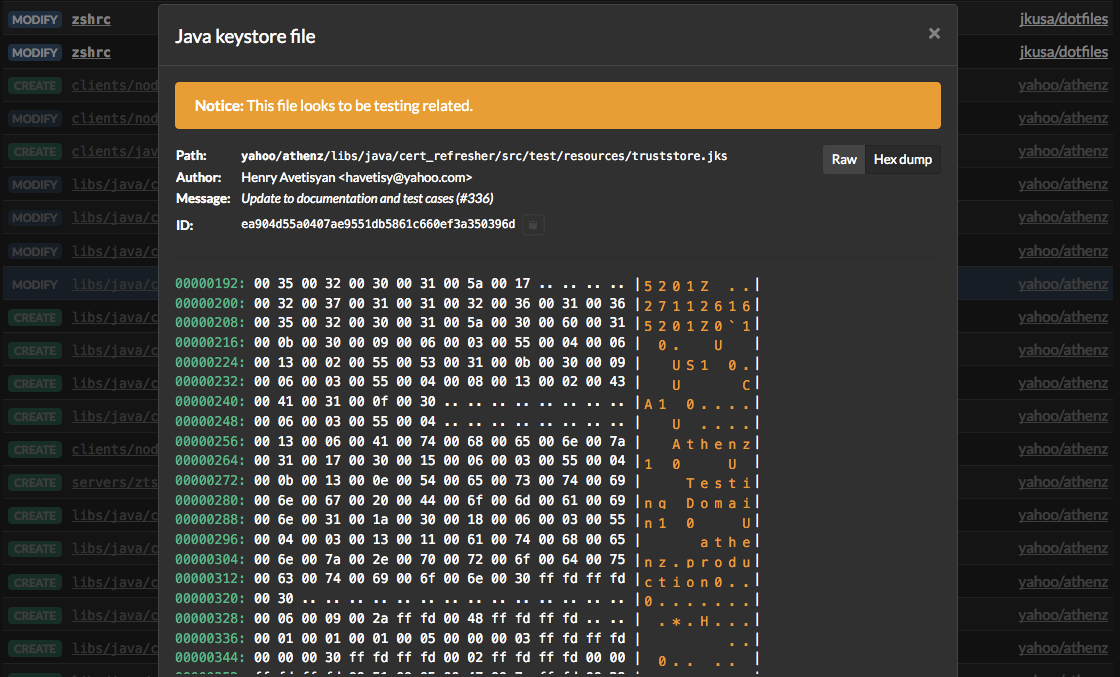 MODIFY zshrc jkusa/dotfiles
MODIFY zshrc jkusa/dotfiles
CREATE clients/nod yahoo/athenz
MODIFY clients/nod yahoo/athenz
CREATE clients/jav yahoo/athenz
MODIFY libs/java/c yahoo/athenz
MODIFY libs/java/c yahoo/athenz
MODIFY libs/java/c yahoo/athenz
MODIFY libs/java/c yahoo/athenz
CREATE libs/java/c yahoo/athenz
CREATE libs/java/c yahoo/athenz
CREATE libs/java/c yahoo/athenz
CREATE libs/java/c yahoo/athenz
CREATE clients/nod yahoo/athenz
CREATE servers/zts yahoo/athenz
CREATE libs/java/c yahoo/athenz
CREATE libs/java/c yahoo/athenz
CREATE libs/java/c yahoo/athenz
CREATE libs/java/c yahoo/athenz
CREATE libs/java/c yahoo/athenz
Java keystore file ×
Notice: This file looks to be testing related.
Path: yahoo/athenz/libs/java/cert_refresher/src/test/resources/truststore.jks
Raw Hex dump
Author: Henry Avetisyan <havetisy@yahoo.com>
Message: Update to documentation and test cases (#336)
ID: ea904d55a0407ae9551db5861c660ef3a350396d
00000192: 00 35 00 32 00 30 00 31 00 5a 00 17 .. .. .. .. |5201Z ..|
00000200: 00 32 00 37 00 31 00 31 00 32 00 36 00 31 00 36 |27112616|
00000208: 00 35 00 32 00 30 00 31 00 5a 00 30 00 60 00 31 |5201Z0`1|
00000216: 00 0b 00 30 00 09 00 06 00 03 00 55 00 04 00 06 | 0. U |
00000224: 00 13 00 02 00 55 00 53 00 31 00 0b 00 30 00 09 | US1 0.|
00000232: 00 06 00 03 00 55 00 04 00 08 00 13 00 02 00 43 | U C|
00000240: 00 41 00 31 00 0f 00 30 .. .. .. .. .. .. .. .. |A1 0....|
00000248: 00 06 00 03 00 55 00 04 .. .. .. .. .. .. .. .. | U ....|
00000256: 00 13 00 06 00 41 00 74 00 68 00 65 00 6e 00 7a | Athenz|
00000264: 00 31 00 17 00 30 00 15 00 06 00 03 00 55 00 04 |1 0 U |
00000272: 00 0b 00 13 00 0e 00 54 00 65 00 73 00 74 00 69 | Testi|
00000280: 00 6e 00 67 00 20 00 44 00 6f 00 6d 00 61 00 69 |ng Domai|
00000288: 00 6e 00 31 00 1a 00 30 00 18 00 06 00 03 00 55 |n1 0 U|
00000296: 00 04 00 03 00 13 00 11 00 61 00 74 00 68 00 65 | athe|
00000304: 00 6e 00 7a 00 2e 00 70 00 72 00 6f 00 64 00 75 |nz.produ|
00000312: 00 63 00 74 00 69 00 6f 00 6e 00 30 ff fd ff fd |ction0..|
00000320: 00 30 .. .. .. .. .. .. .. .. .. .. .. .. .. .. |0.......|
00000328: 00 06 00 09 00 2a ff fd 00 48 ff fd ff fd .. .. | .*.H...|
00000336: 00 01 00 01 00 01 00 05 00 00 00 03 ff fd ff fd | ..|
00000344: 00 00 00 30 ff fd ff fd 00 02 ff fd ff fd 00 00 | 0.. .. |